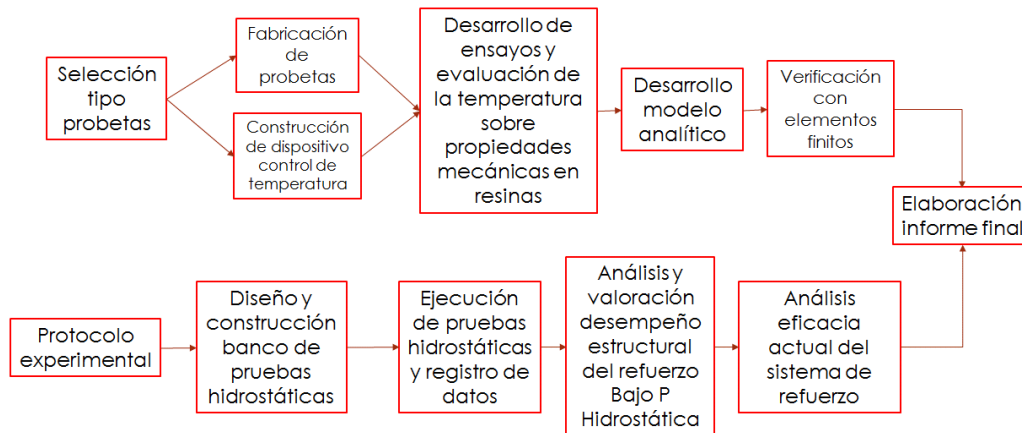 Selección
tipo
probetas
Fabricación
de
probetas
Construcción
de dispositivo
control de
temperatura
Desarrollo de
ensayos y
evaluación de
la temperatura
sobre
propiedades
mecánicas en
resinas
Desarrollo
modelo
analítico
Verificación
con
elementos
finitos
Elaboración
informe final
Protocolo
experimental
Diseño y
construcción
banco de
pruebas
hidrostáticas
Ejecución
de pruebas
hidrostáticas
y registro de
datos
Análisis y
valoración
desempeño
estructural
del refuerzo
Bajo P
Hidrostática
Análisis
eficacia
actual del
sistema de
refuerzo